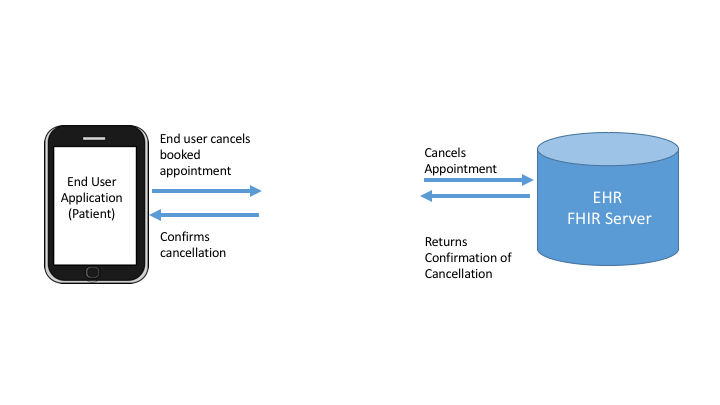 End user cancels
booked
appointment
End User
Application
(Patient)
Confirms
cancellation
Cancels
Appointment
Returns
Confirmation of
Cancellation
EHR
FHIR Server